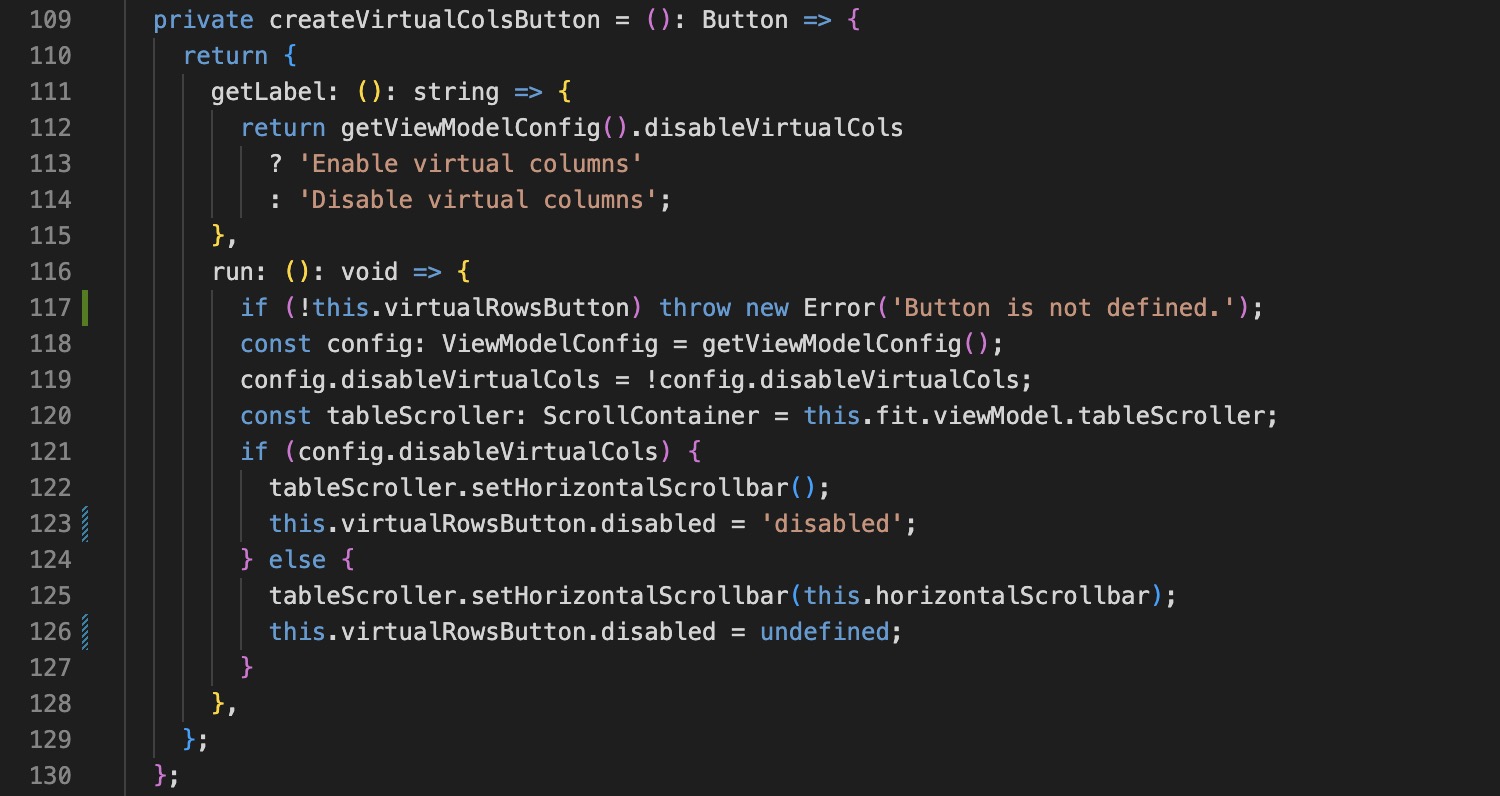 109 private createVirtualColsButton = (): Button => {
110 return {
111 getLabel: (): string => {
112 return getViewModelConfig().disableVirtualCols
113 ? 'Enable virtual columns'
114 : 'Disable virtual columns';
115 },
116 run: (): void => {
117 if (!this.virtualRowsButton) throw new Error('Button is not defined.');
118 const config: ViewModelConfig = getViewModelConfig();
119 config.disableVirtualCols = !config.disableVirtualCols;
120 const tableScroller: ScrollContainer = this.fit.viewModel.tableScroller;
121 if (config.disableVirtualCols) {
122 tableScroller.setHorizontalScrollbar();
123 this.virtualRowsButton.disabled = 'disabled';
124 } else {
125 tableScroller.setHorizontalScrollbar(this.horizontalScrollbar);
126 this.virtualRowsButton.disabled = undefined;
127 }
128 },
129 };
130 };